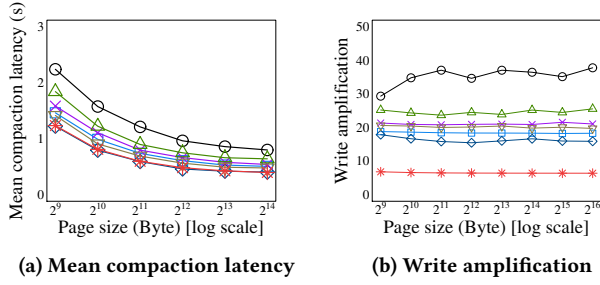 Mean compaction latency (s)
3
2
1
0
2^9 2^10 2^11 2^12 2^13 2^14
Page size (Byte) [log scale]
(a) Mean compaction latency
Write amplification
50
40
30
20
10
0
2^9 2^10 2^11 2^12 2^13 2^14 2^15 2^16
Page size (Byte) [log scale]
(b) Write amplification